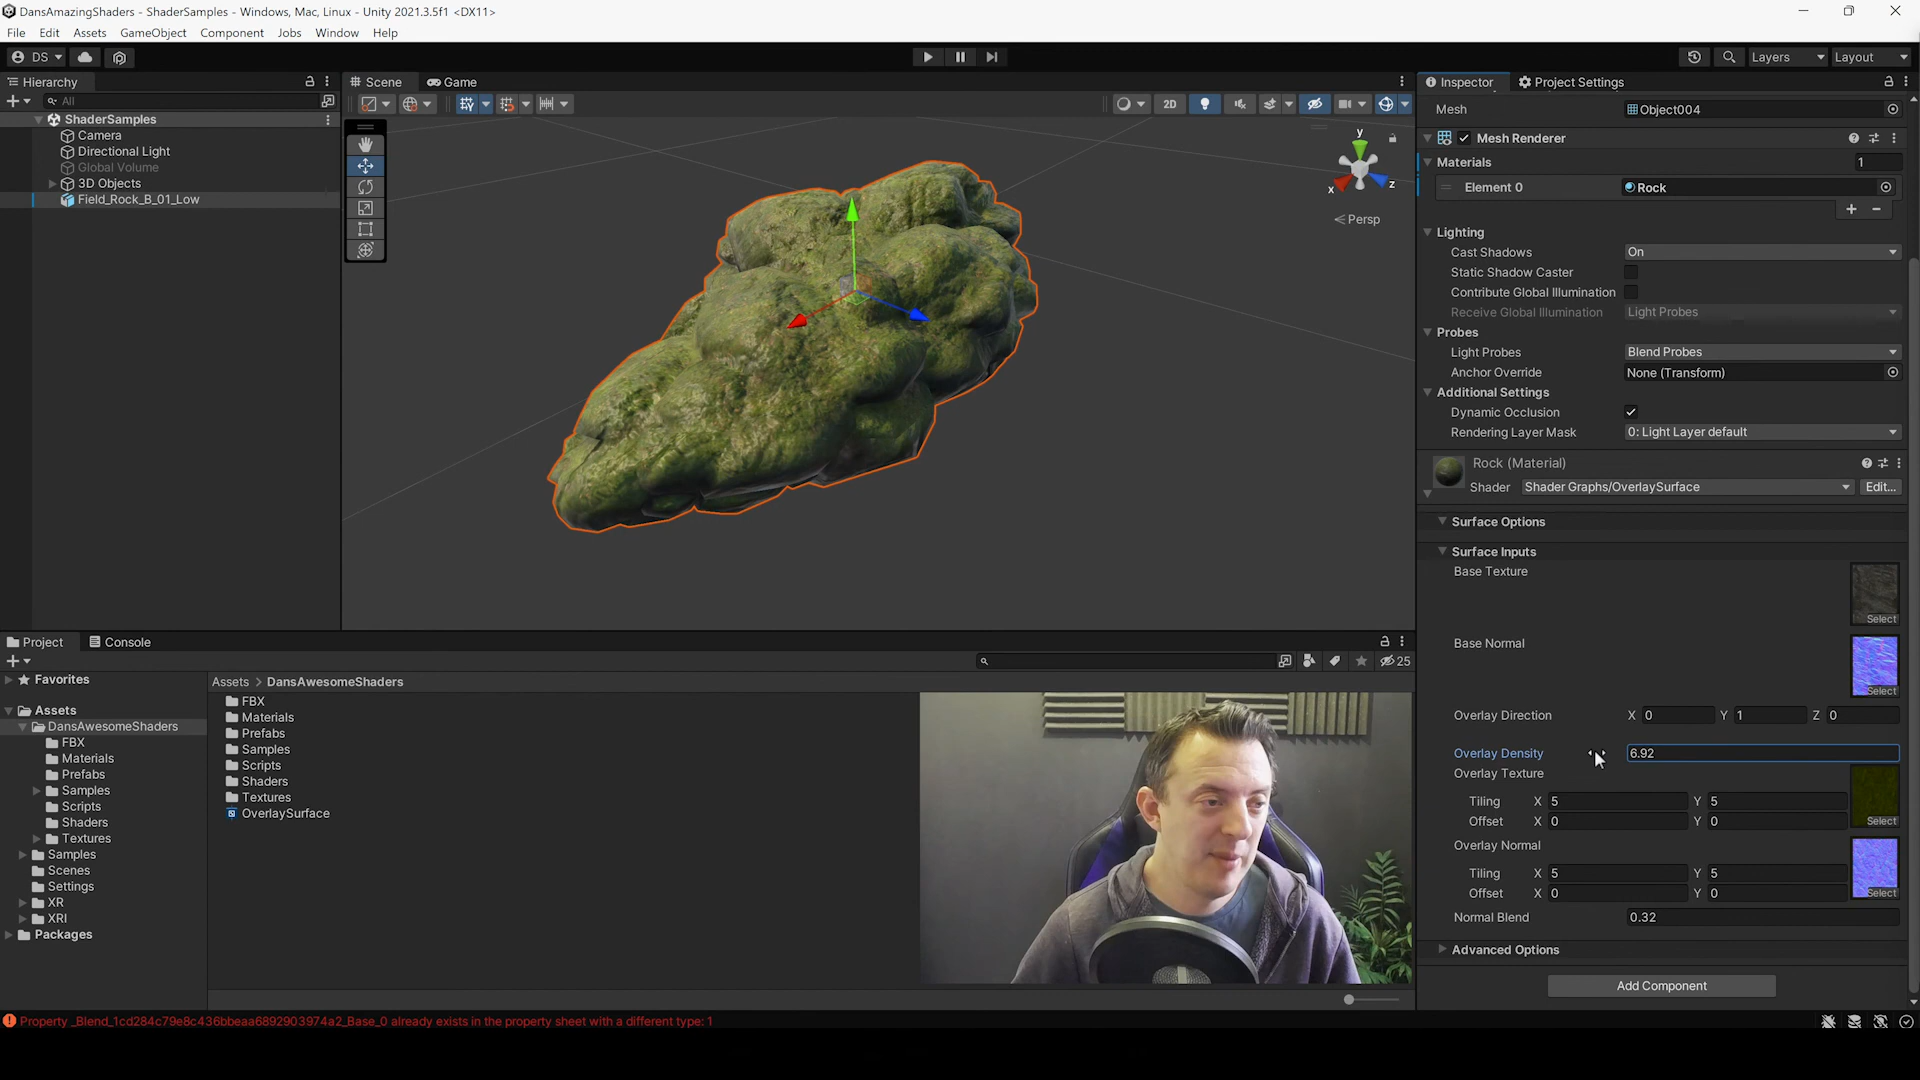 DansAmazingShaders - ShaderSamples - Windows, Mac, Linux - Unity 2021.3.5f1 <DX11>
File Edit Assets GameObject Component Jobs Window Help
DS
Layers
Layout
Hierarchy
Scene
Game
Inspector
Project Settings
All
2D
Mesh
Object004
ShaderSamples
Camera
Directional Light
Global Volume
3D Objects
Field_Rock_B_01_Low
y
x
z
Persp
Mesh Renderer
Materials
1
Element 0
Rock
Lighting
Cast Shadows
On
Static Shadow Caster
Contribute Global Illumination
Receive Global Illumination
Light Probes
Probes
Light Probes
Blend Probes
Anchor Override
None (Transform)
Additional Settings
Dynamic Occlusion
Rendering Layer Mask
0: Light Layer default
Rock (Material)
Shader
Shader Graphs/OverlaySurface
Edit...
Surface Options
Surface Inputs
Base Texture
Select
Base Normal
Select
Overlay Direction
X 0 Y 1 Z 0
Overlay Density
6.92
Overlay Texture
Tiling X 5 Y 5
Offset X 0 Y 0
Select
Overlay Normal
Tiling X 5 Y 5
Offset X 0 Y 0
Select
Normal Blend
0.32
Advanced Options
Add Component
Project
Console
25
Favorites
Assets
DansAwesomeShaders
FBX
Materials
Prefabs
Samples
Scripts
Shaders
Textures
Samples
Scenes
Settings
XR
XRI
Packages
Assets > DansAwesomeShaders
FBX
Materials
Prefabs
Samples
Scripts
Shaders
Textures
OverlaySurface
Property _Blend_1cd284c79e8c436bbeaa6892903974a2_Base_0 already exists in the property sheet with a different type: 1